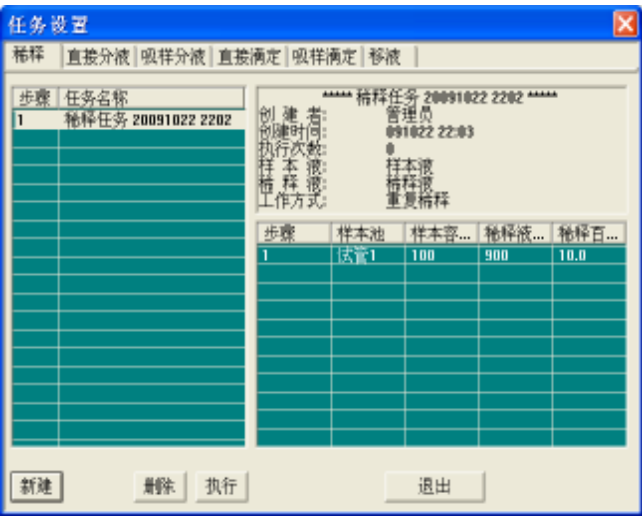 任务设置
稀释 直接分液 吸样分液 直接滴定 吸样滴定 移液
步骤 任务名称
1 稀释任务 20091022 2202
***** 稀释任务 20091022 2202 *****
创 建 者: 管理员
创建时间: 091022 22:03
执行次数: 0
样 本 液: 样本液
稀 释 液: 稀释液
工作方式: 重复稀释
步骤 样本池 样本容... 稀释液... 稀释百...
1 试管1 100 900 10.0
新建 删除 执行 退出